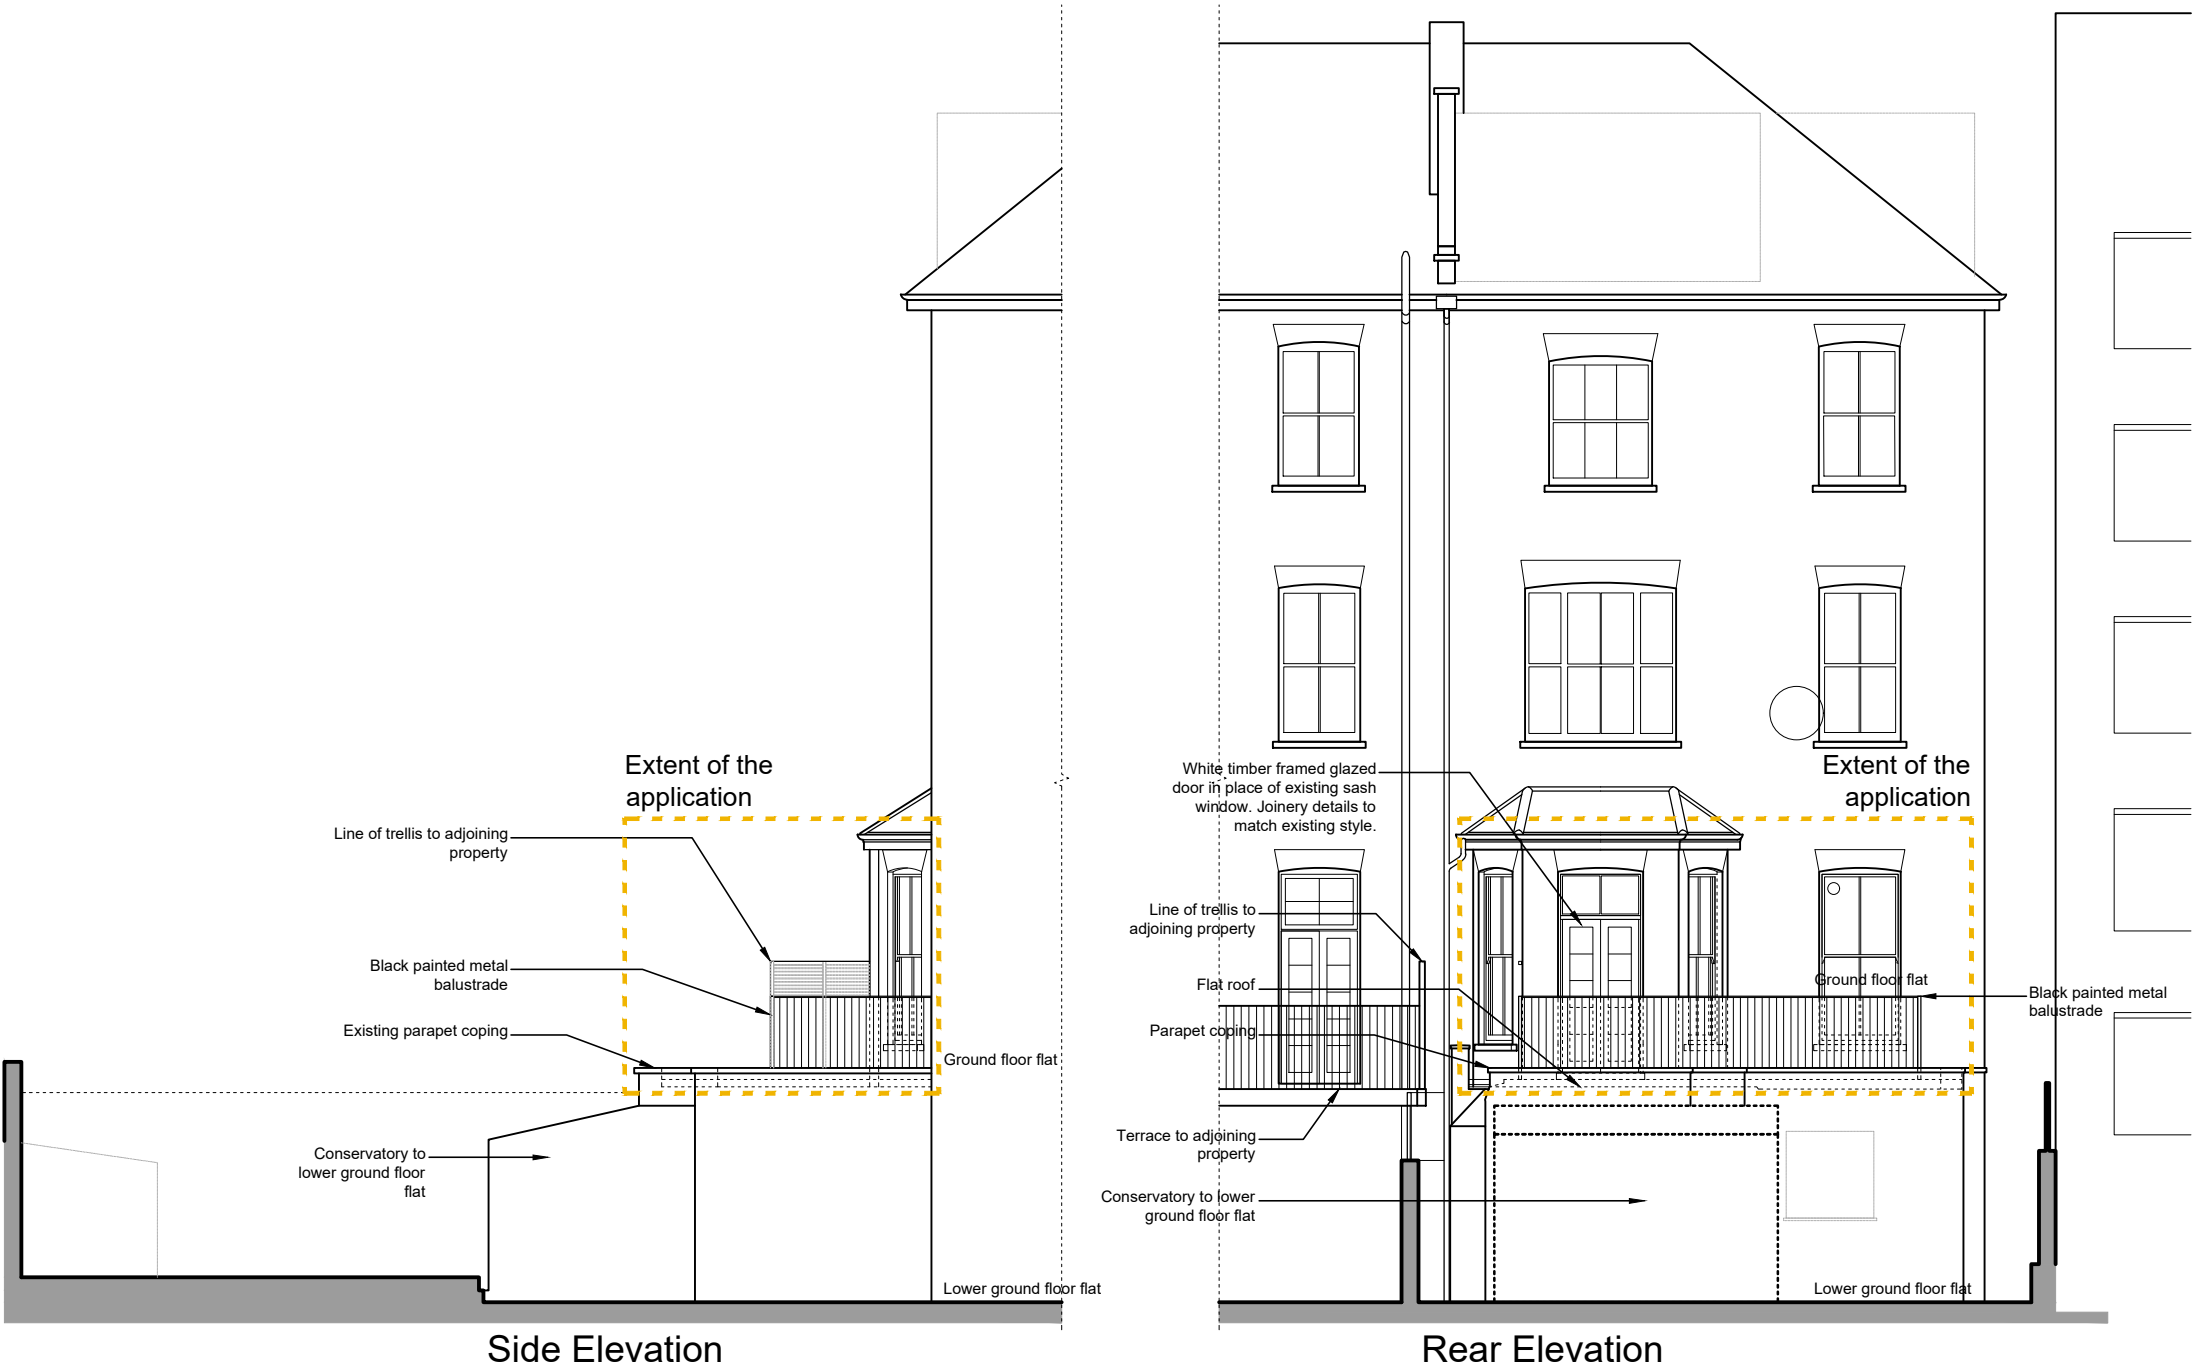 Extent of the
application
Line of trellis to adjoining
property
Black painted metal
balustrade
Existing parapet coping
Ground floor flat
Conservatory to
lower ground floor
flat
Lower ground floor flat
Side Elevation
White timber framed glazed
door in place of existing sash
window. Joinery details to
match existing style.
Extent of the
application
Line of trellis to
adjoining property
Flat roof
Ground floor flat
Black painted metal
balustrade
Parapet coping
Terrace to adjoining
property
Conservatory to lower
ground floor flat
Lower ground floor flat
Rear Elevation